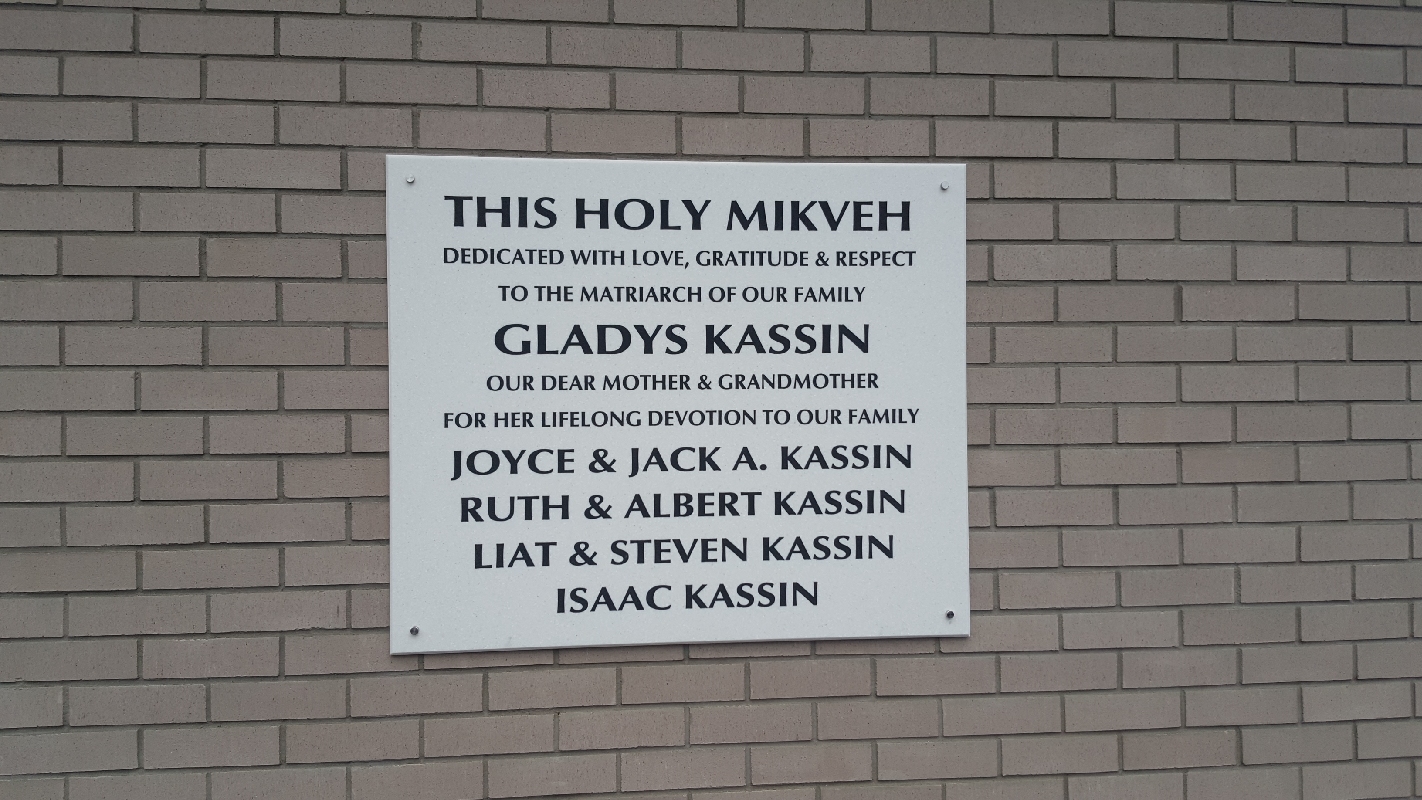 THIS HOLY MIKVEH
DEDICATED WITH LOVE, GRATITUDE & RESPECT
TO THE MATRIARCH OF OUR FAMILY
GLADYS KASSIN
OUR DEAR MOTHER & GRANDMOTHER
FOR HER LIFELONG DEVOTION TO OUR FAMILY
JOYCE & JACK A. KASSIN
RUTH & ALBERT KASSIN
LIAT & STEVEN KASSIN
ISAAC KASSIN